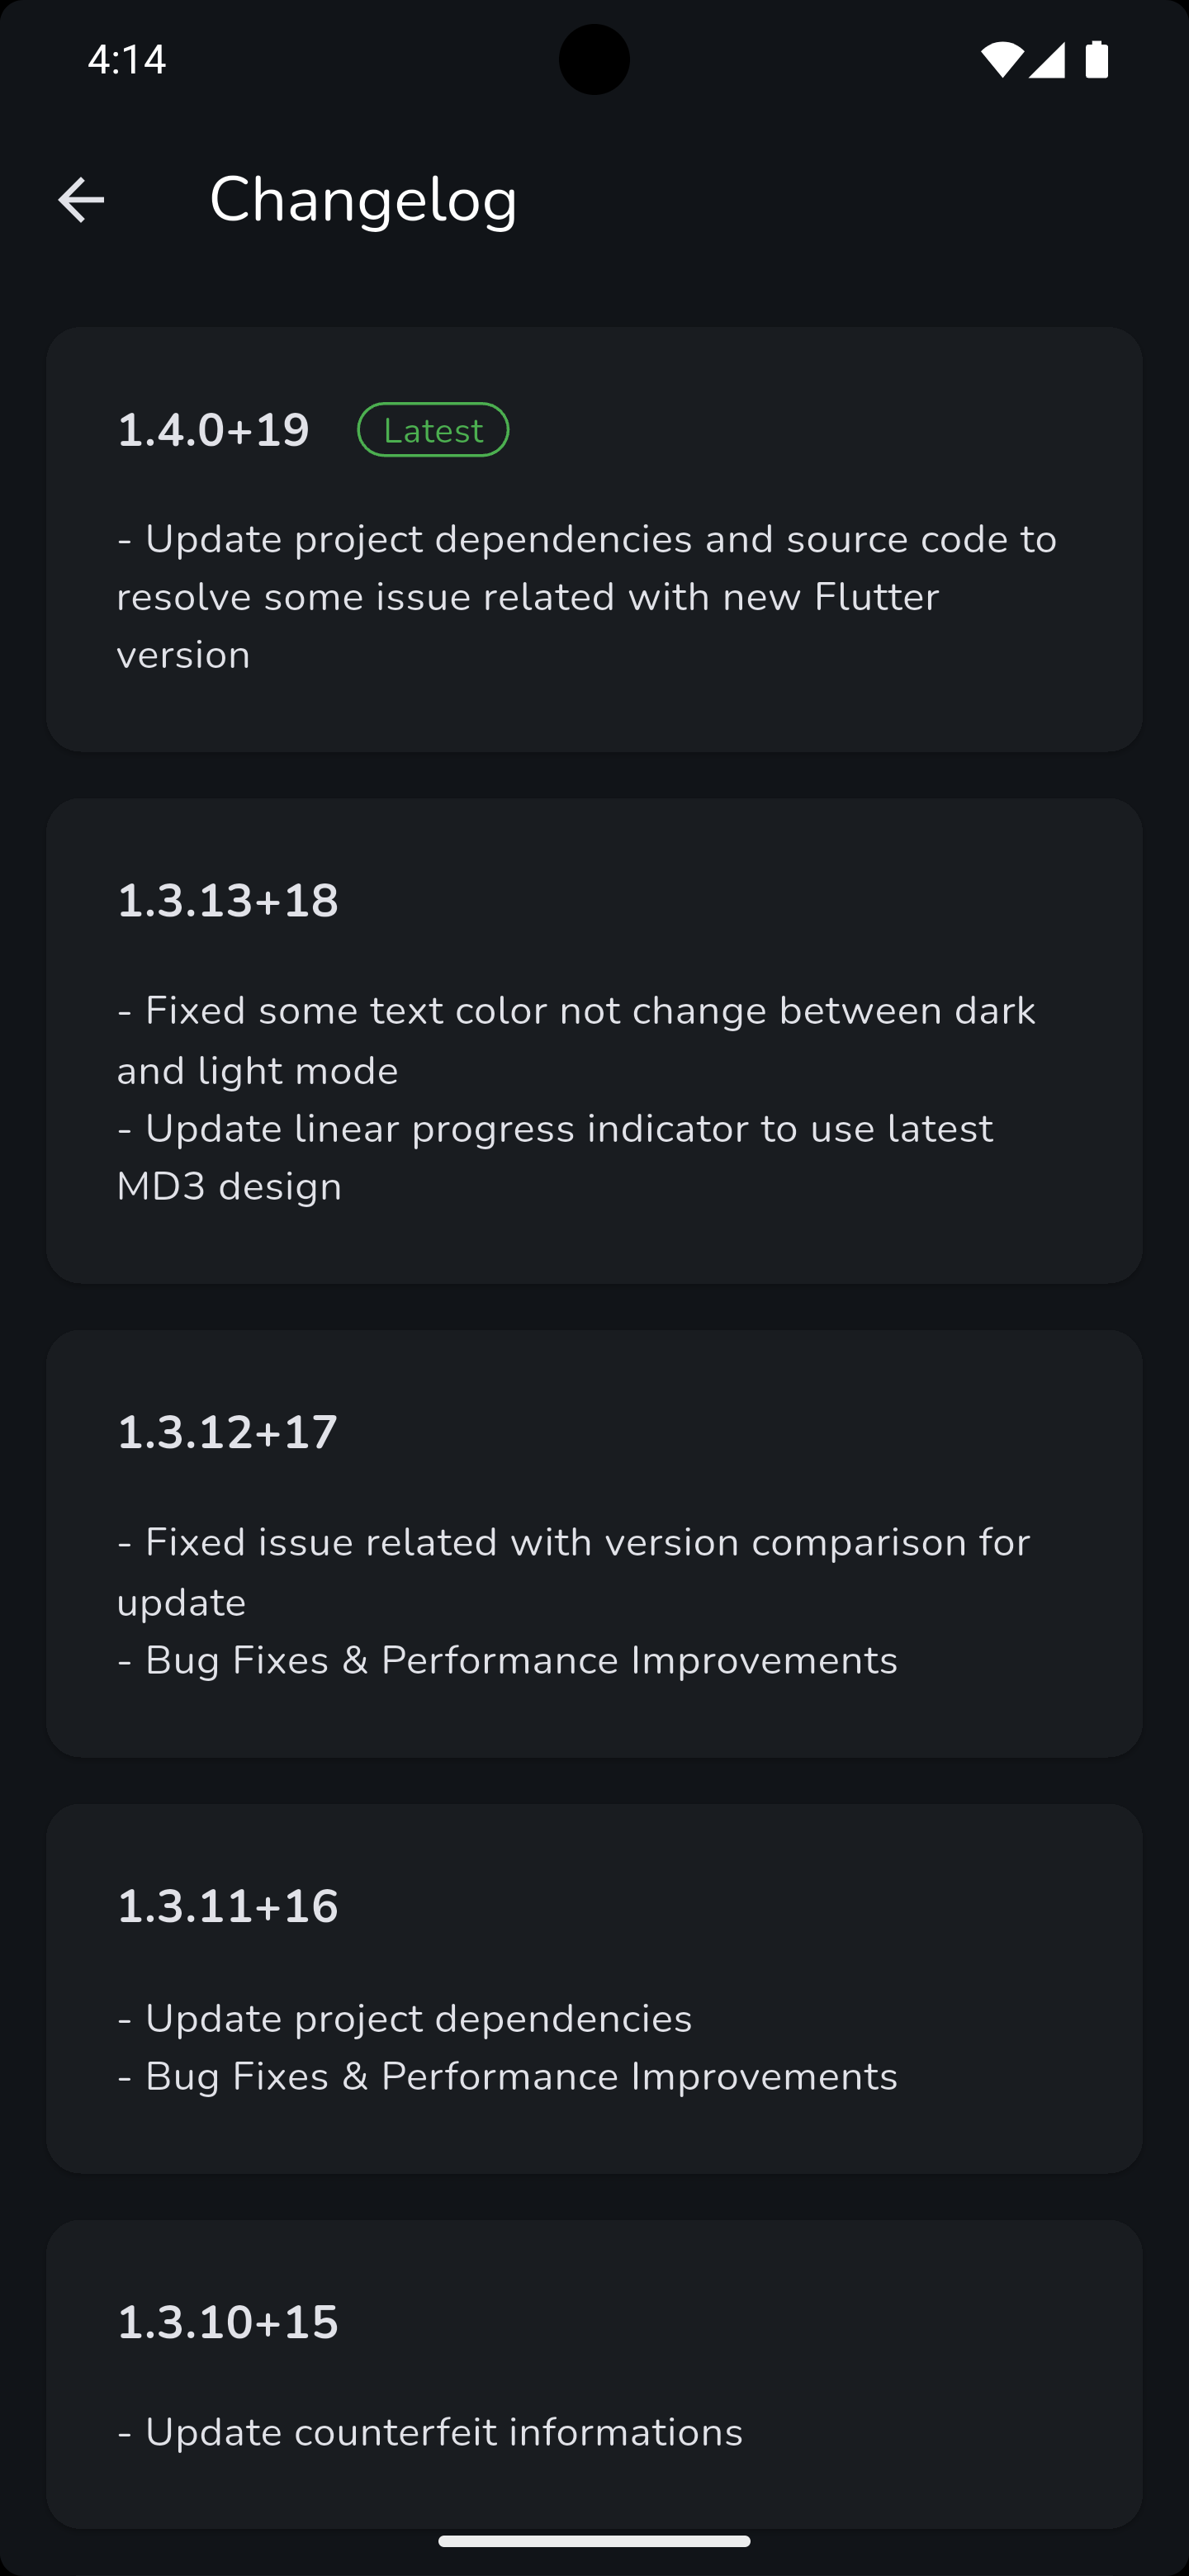 4:14
Changelog
1.4.0+19 Latest
- Update project dependencies and source code to
resolve some issue related with new Flutter
version
1.3.13+18
- Fixed some text color not change between dark
and light mode
- Update linear progress indicator to use latest
MD3 design
1.3.12+17
- Fixed issue related with version comparison for
update
- Bug Fixes & Performance Improvements
1.3.11+16
- Update project dependencies
- Bug Fixes & Performance Improvements
1.3.10+15
- Update counterfeit informations